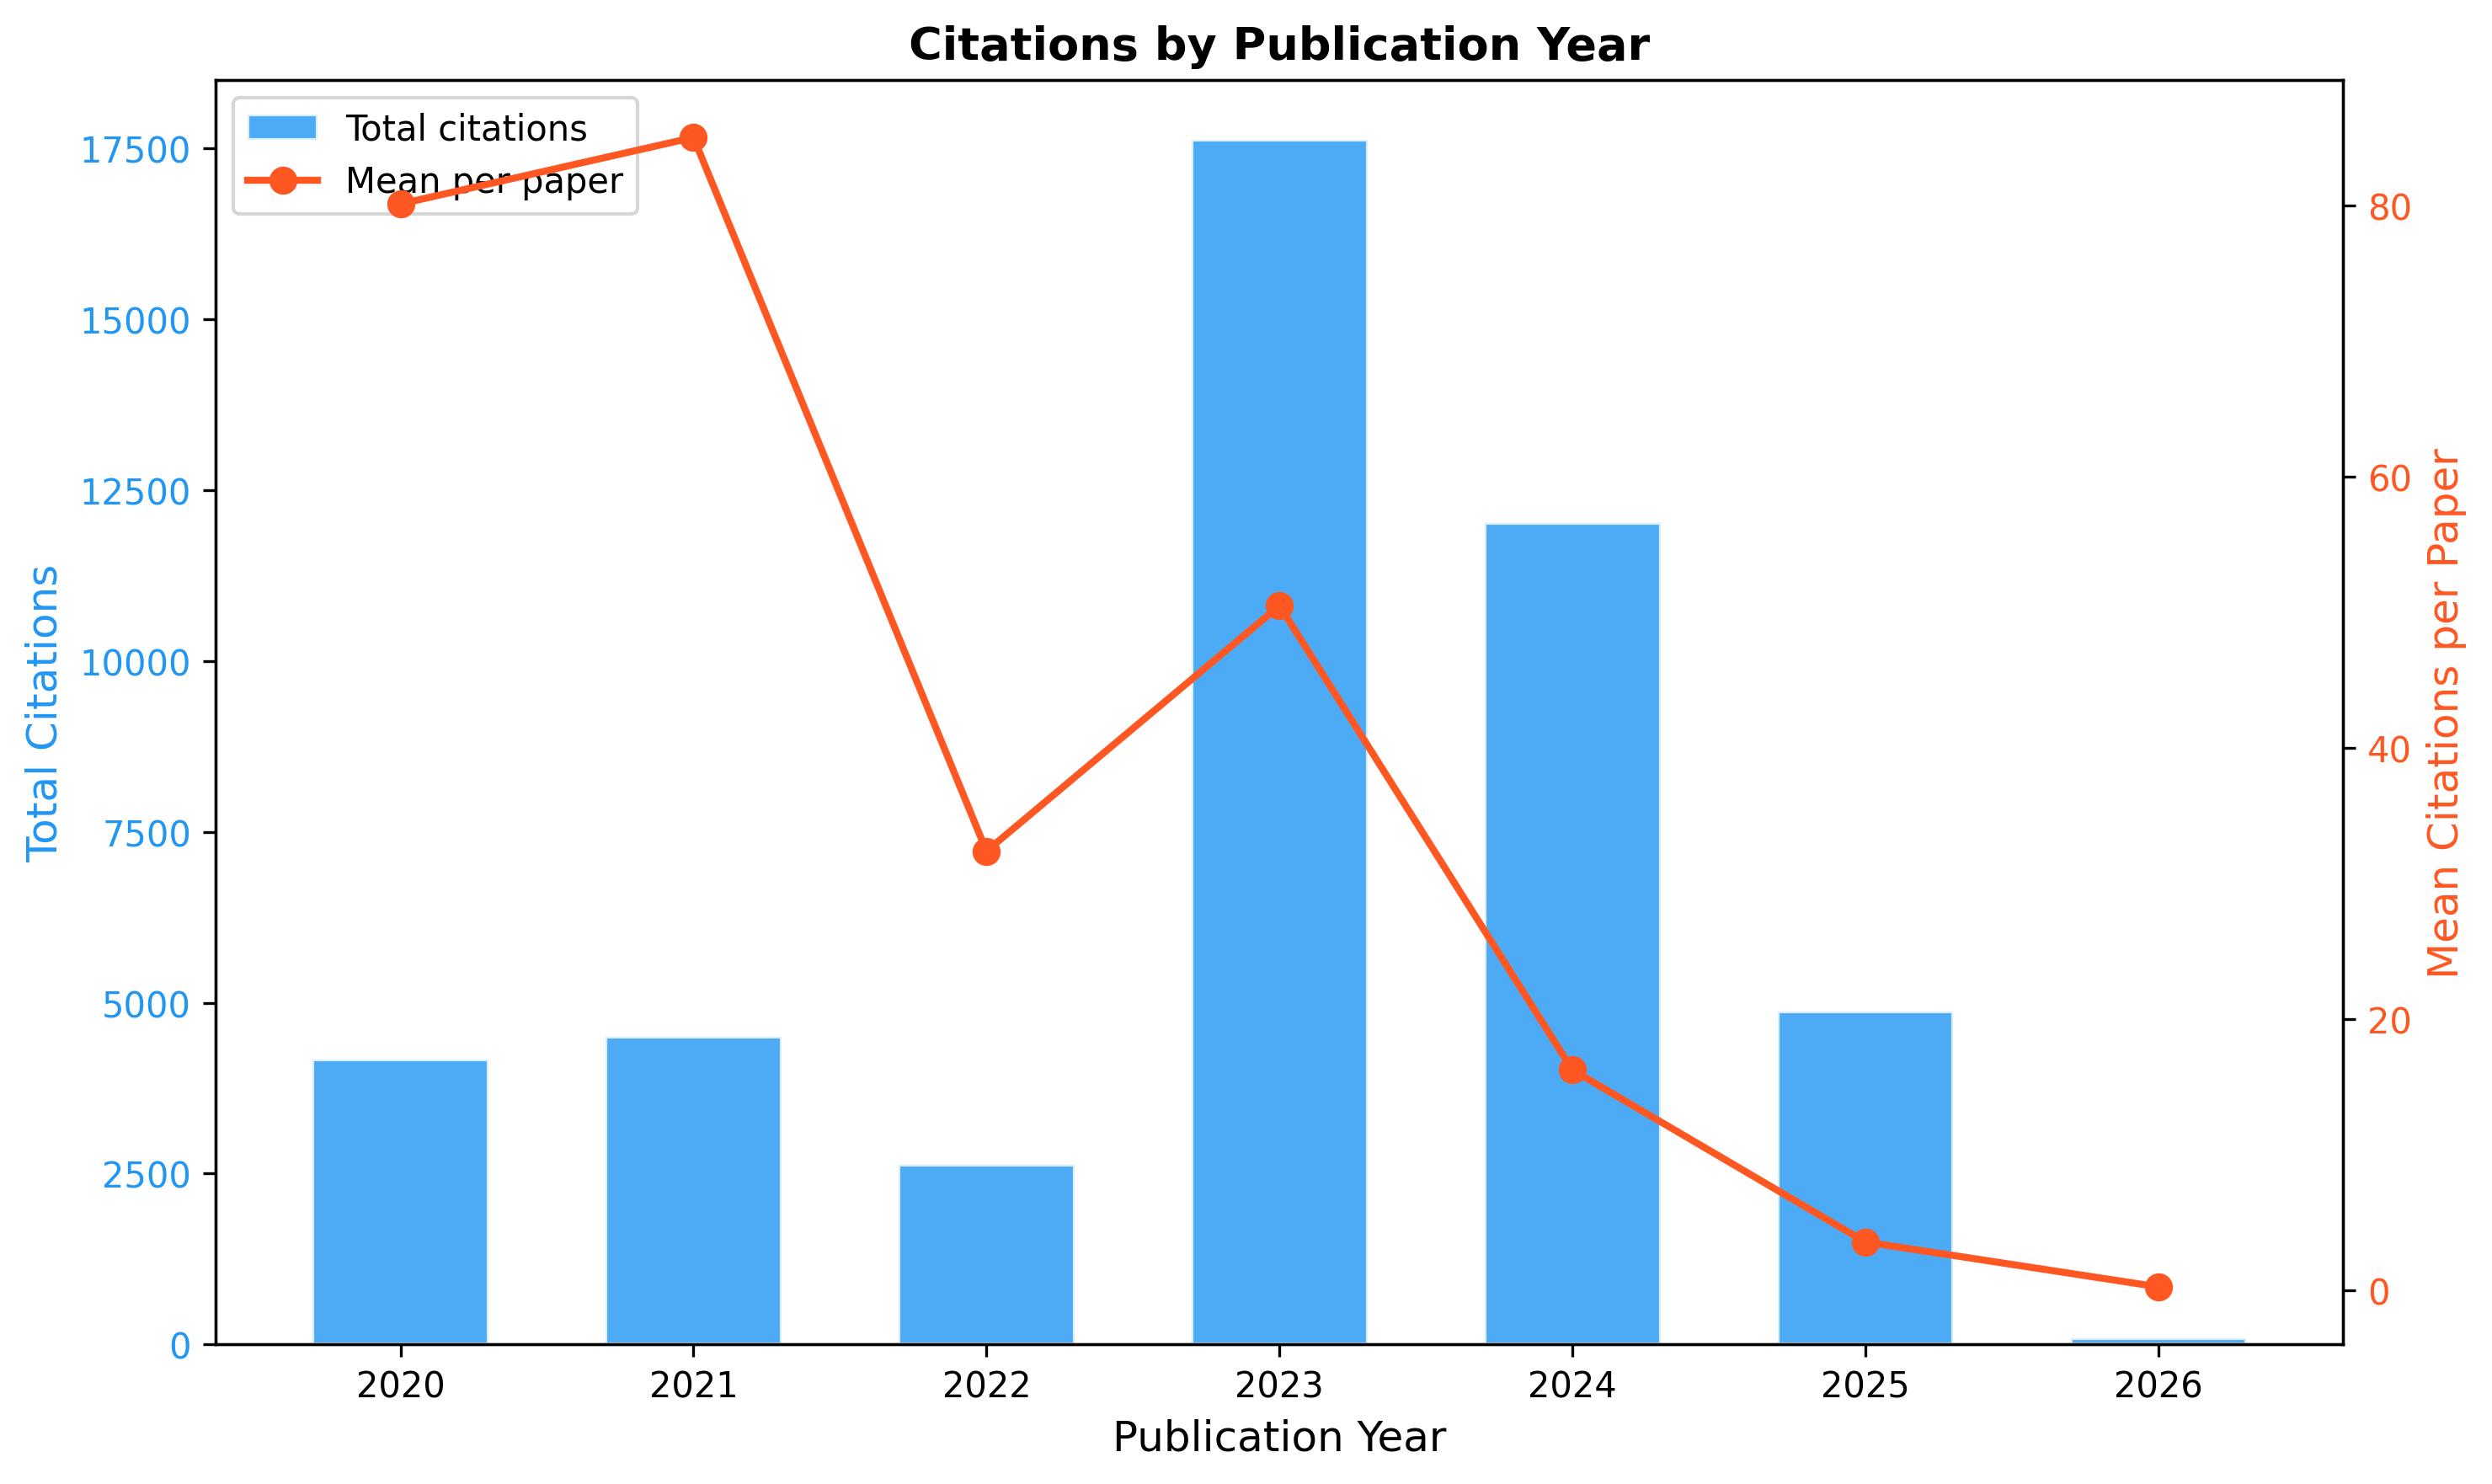 Citations by Publication Year
Total citations
Mean per paper
17500
15000
12500
10000
7500
5000
2500
0
Total Citations
80
60
40
20
0
Mean Citations per Paper
2020 2021 2022 2023 2024 2025 2026
Publication Year